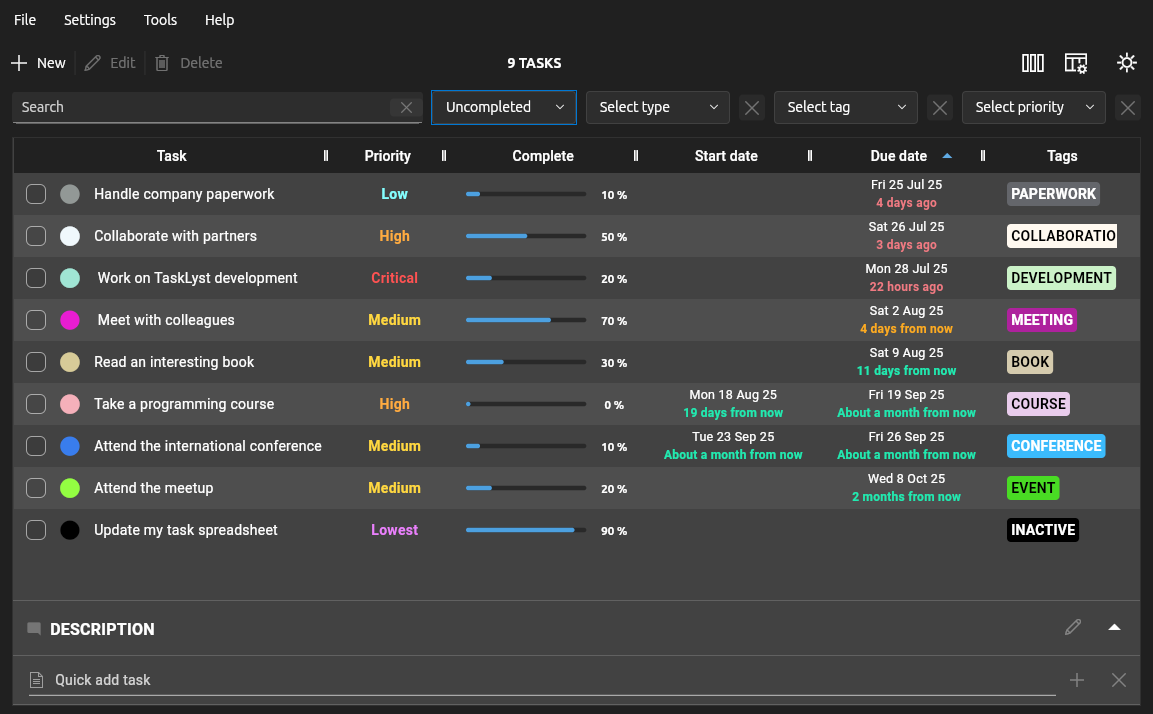 File Settings Tools Help
New Edit Delete 9 TASKS
Search Uncompleted Select type Select tag Select priority
Task Priority Complete Start date Due date Tags
Handle company paperwork Low 10 % Fri 25 Jul 25 PAPERWORK
4 days ago
Collaborate with partners High 50 % Sat 26 Jul 25 COLLABORATIO
3 days ago
Work on TaskLyst development Critical 20 % Mon 28 Jul 25 DEVELOPMENT
22 hours ago
Meet with colleagues Medium 70 % Sat 2 Aug 25 MEETING
4 days from now
Read an interesting book Medium 30 % Sat 9 Aug 25 BOOK
11 days from now
Take a programming course High 0 % Mon 18 Aug 25 Fri 19 Sep 25 COURSE
19 days from now About a month from now
Attend the international conference Medium 10 % Tue 23 Sep 25 Fri 26 Sep 25 CONFERENCE
About a month from now About a month from now
Attend the meetup Medium 20 % Wed 8 Oct 25 EVENT
2 months from now
Update my task spreadsheet Lowest 90 % INACTIVE
DESCRIPTION
Quick add task